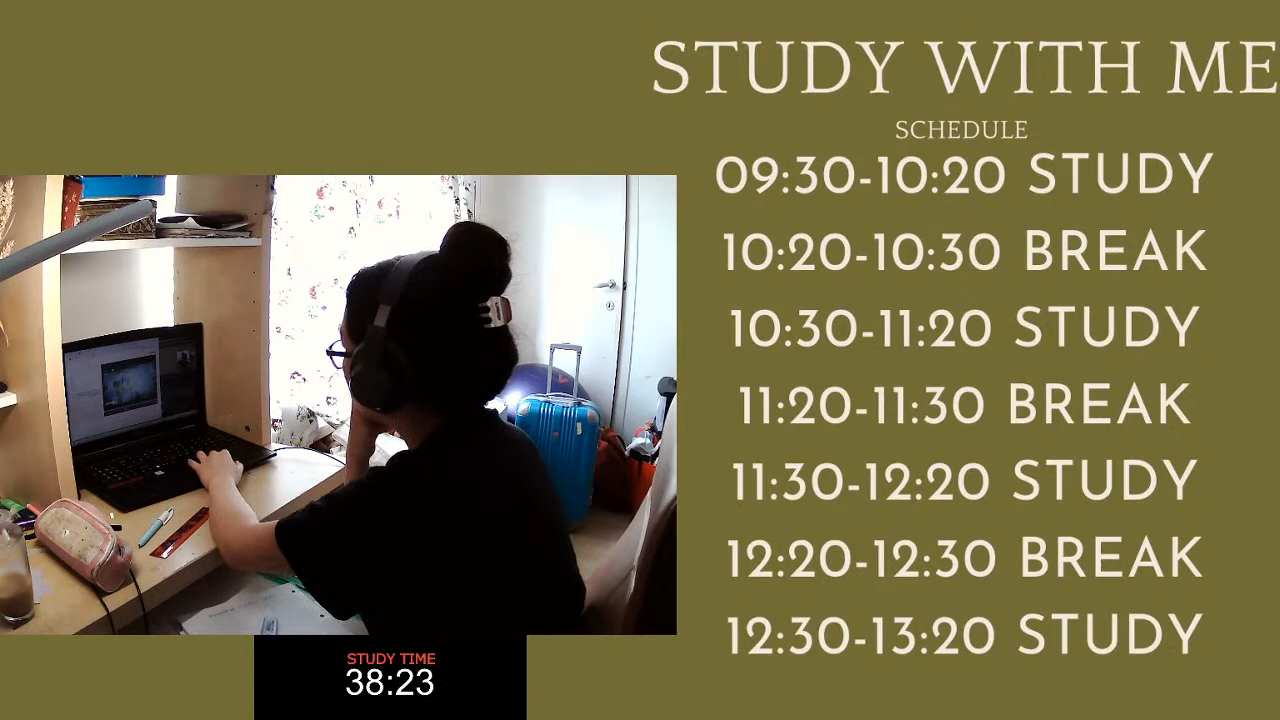 STUDY WITH ME
SCHEDULE
09:30-10:20 STUDY
10:20-10:30 BREAK
10:30-11:20 STUDY
11:20-11:30 BREAK
11:30-12:20 STUDY
12:20-12:30 BREAK
12:30-13:20 STUDY
STUDY TIME
38:23